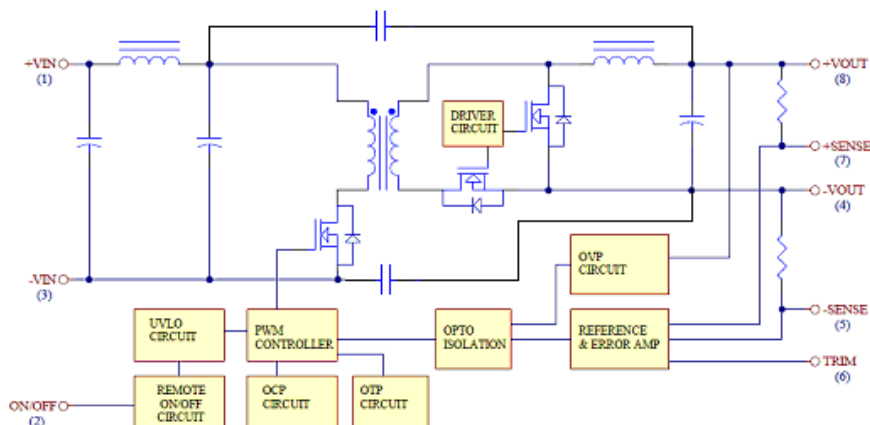 +VIN
(1)
+VOUT
(8)
DRIVER
CIRCUIT
+SENSE
(7)
-VOUT
(4)
-VIN
(3)
OVP
CIRCUIT
UVLO
CIRCUIT
PWM
CONTROLLER
OPTO
ISOLATION
REFERENCE
& ERROR AMP
-SENSE
(5)
TRIM
(6)
ON/OFF
(2)
REMOTE
ON/OFF
CIRCUIT
OCP
CIRCUIT
OTP
CIRCUIT